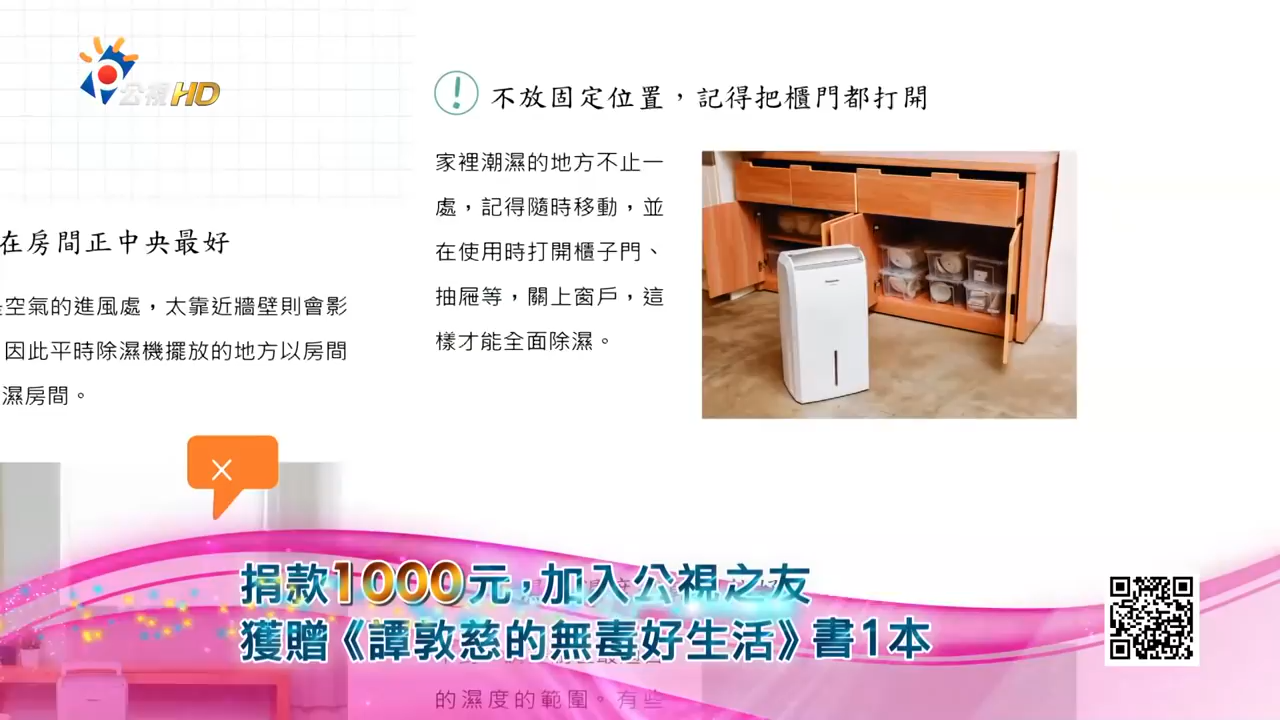 公視HD
不放固定位置，記得把櫃門都打開
家裡潮濕的地方不止一
處，記得隨時移動，並
在使用時打開櫃子門、
抽屜等，關上窗戶，這
樣才能全面除濕。
在房間正中央最好
空氣的進風處，太靠近牆壁則會影
因此平時除濕機擺放的地方以房間
濕房間。
捐款1000元，加入公視之友
獲贈《譚敦慈的無毒好生活》書1本
的濕度的範圍。有些